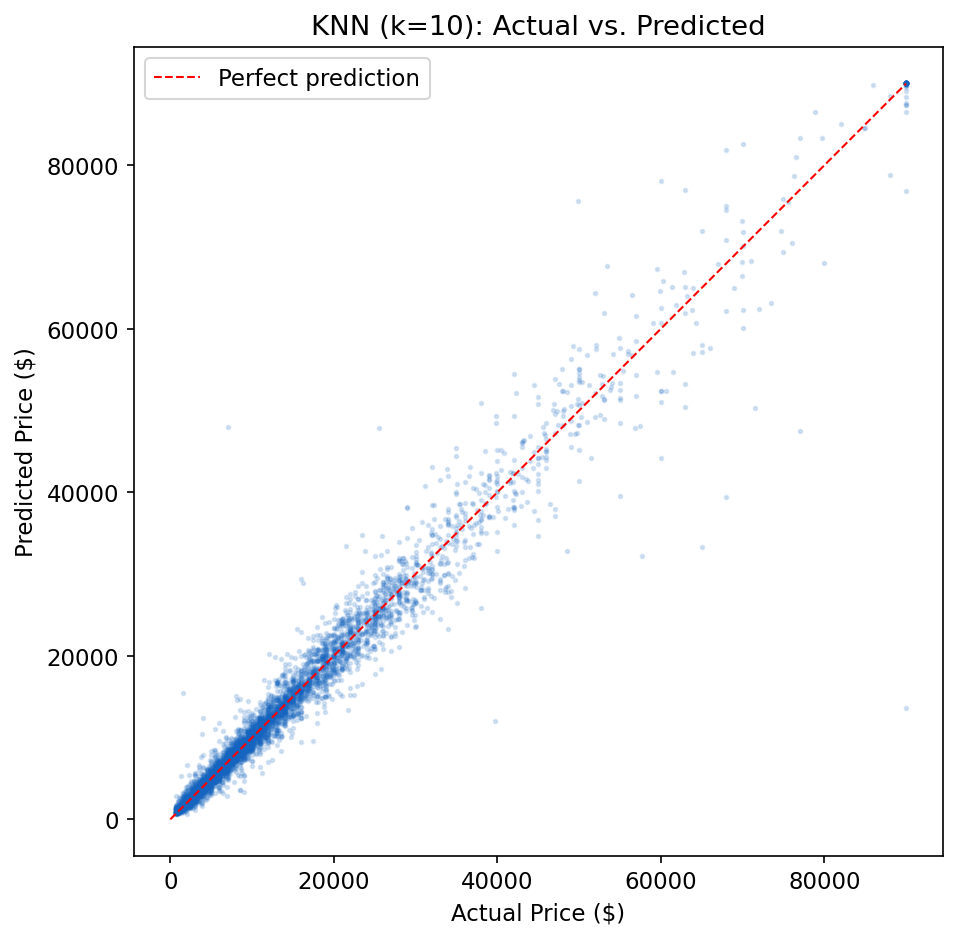 KNN (k=10): Actual vs. Predicted
Perfect prediction
80000
60000
40000
20000
0
Predicted Price ($)
0 20000 40000 60000 80000
Actual Price ($)